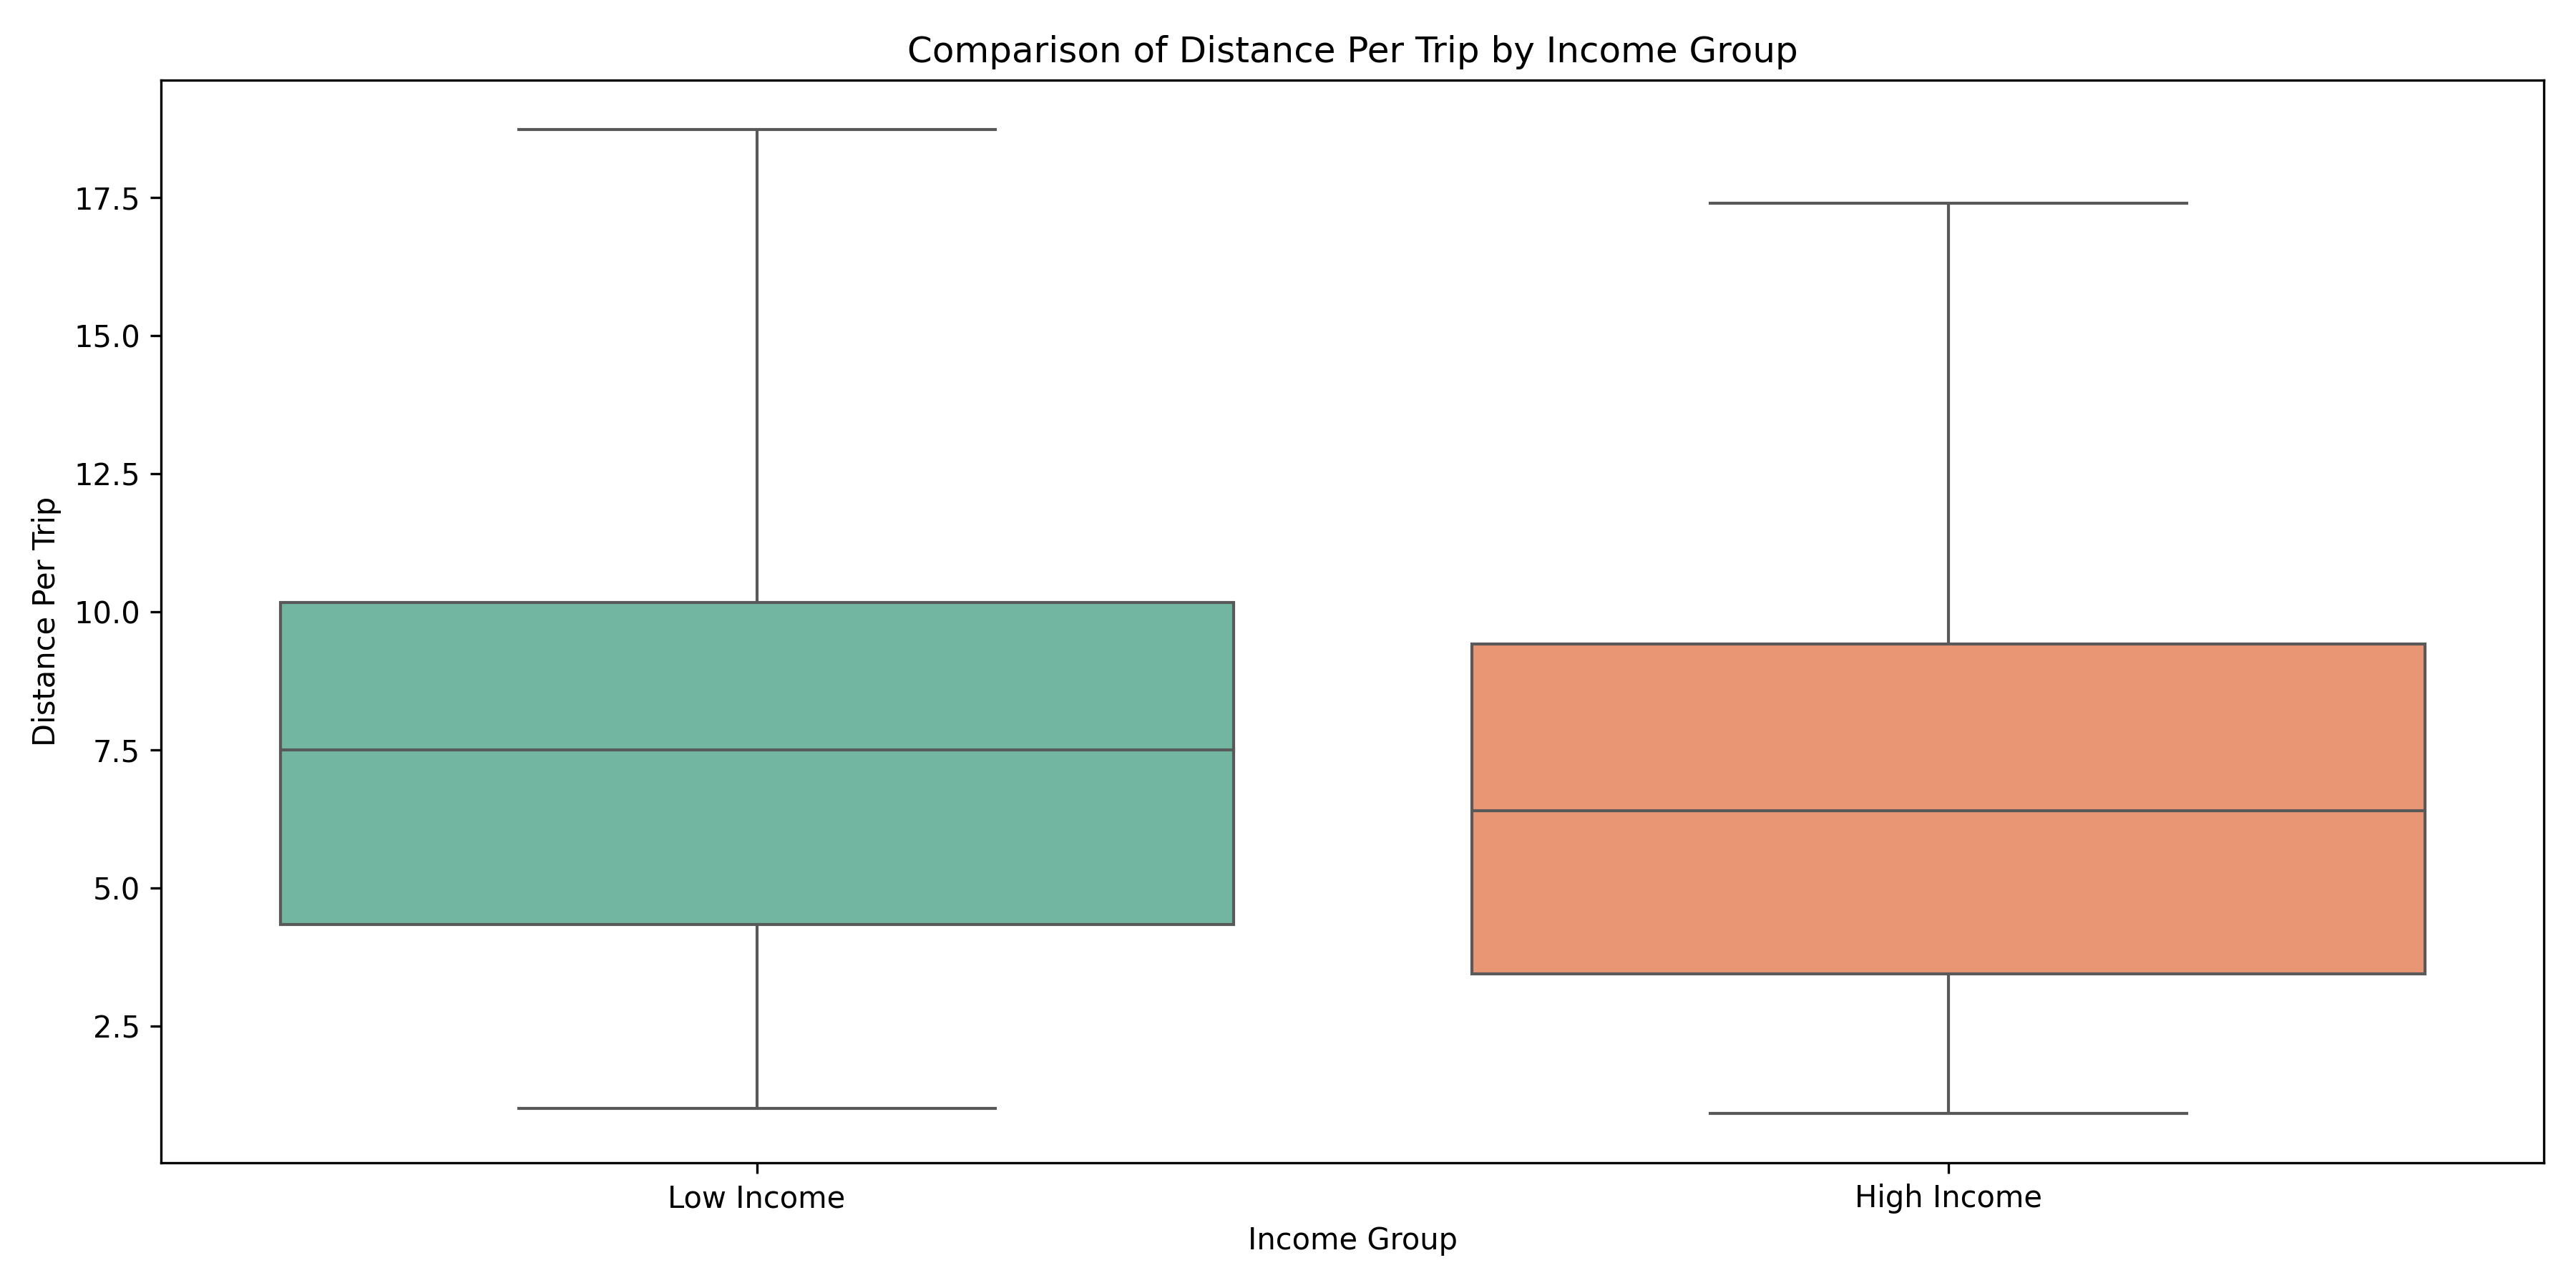 Comparison of Distance Per Trip by Income Group
Distance Per Trip
17.5
15.0
12.5
10.0
7.5
5.0
2.5
Low Income
High Income
Income Group